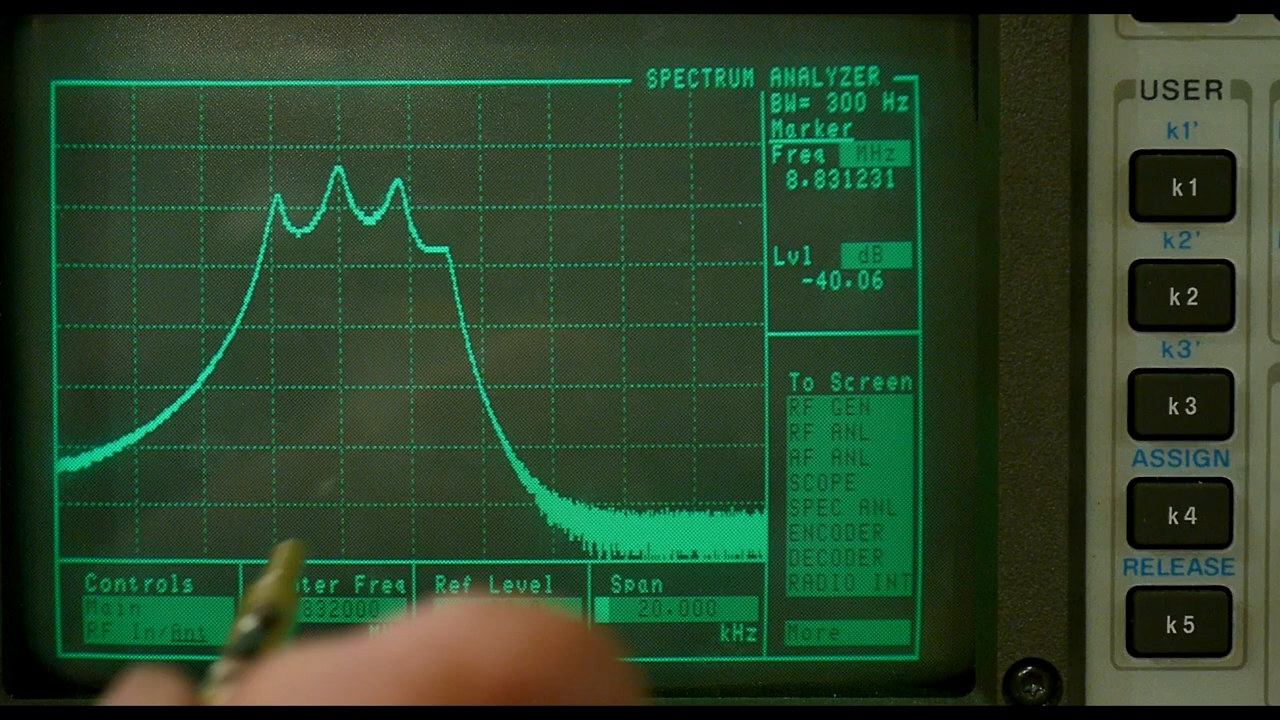 SPECTRUM ANALYZER
BW= 300 Hz
Marker
Freq MHz
8.831231
Lvl dB
-40.06
To Screen
RF GEN
RF ANL
AF ANL
SCOPE
SPEC ANL
ENCODER
DECODER
RADIO INT
More
Controls
Main
RF In/Ant
nter Freq
332000
Ref Level
Span
20.000
kHz
USER
k1'
k1
k2'
k2
k3'
k3
ASSIGN
k4
RELEASE
k5